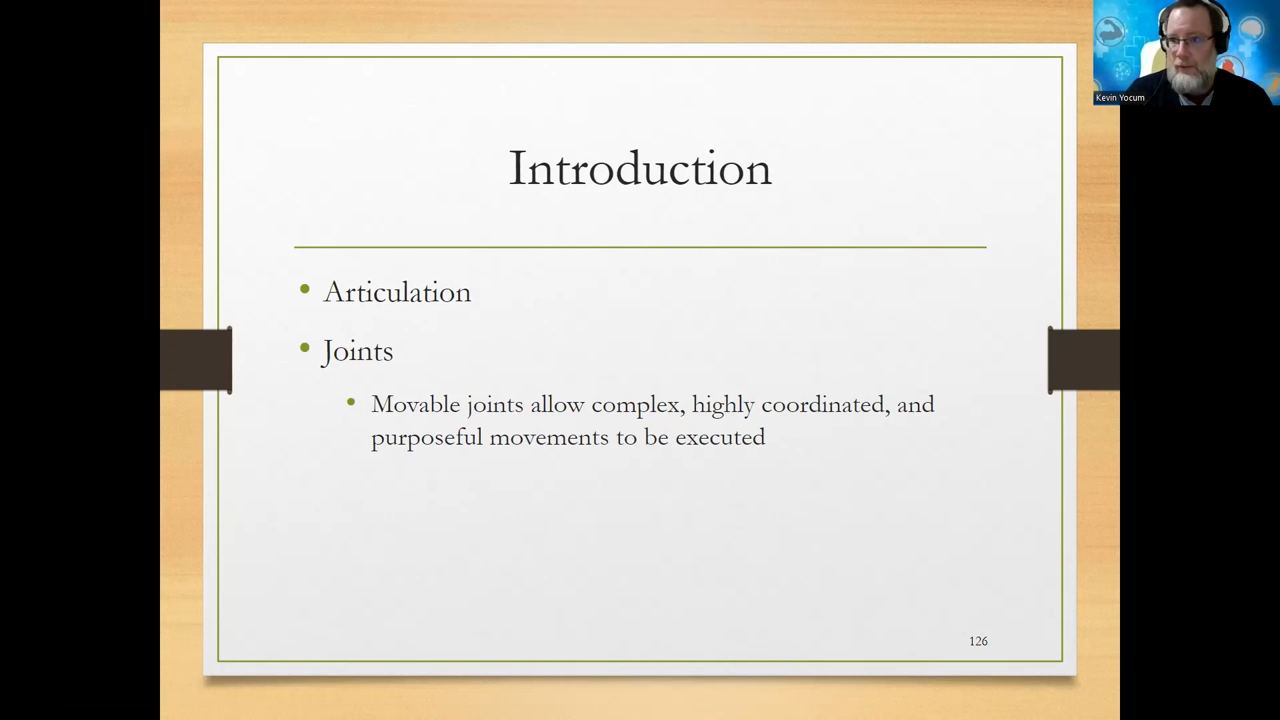 Kevin Yocum
Introduction
• Articulation
• Joints
• Movable joints allow complex, highly coordinated, and
purposeful movements to be executed
126